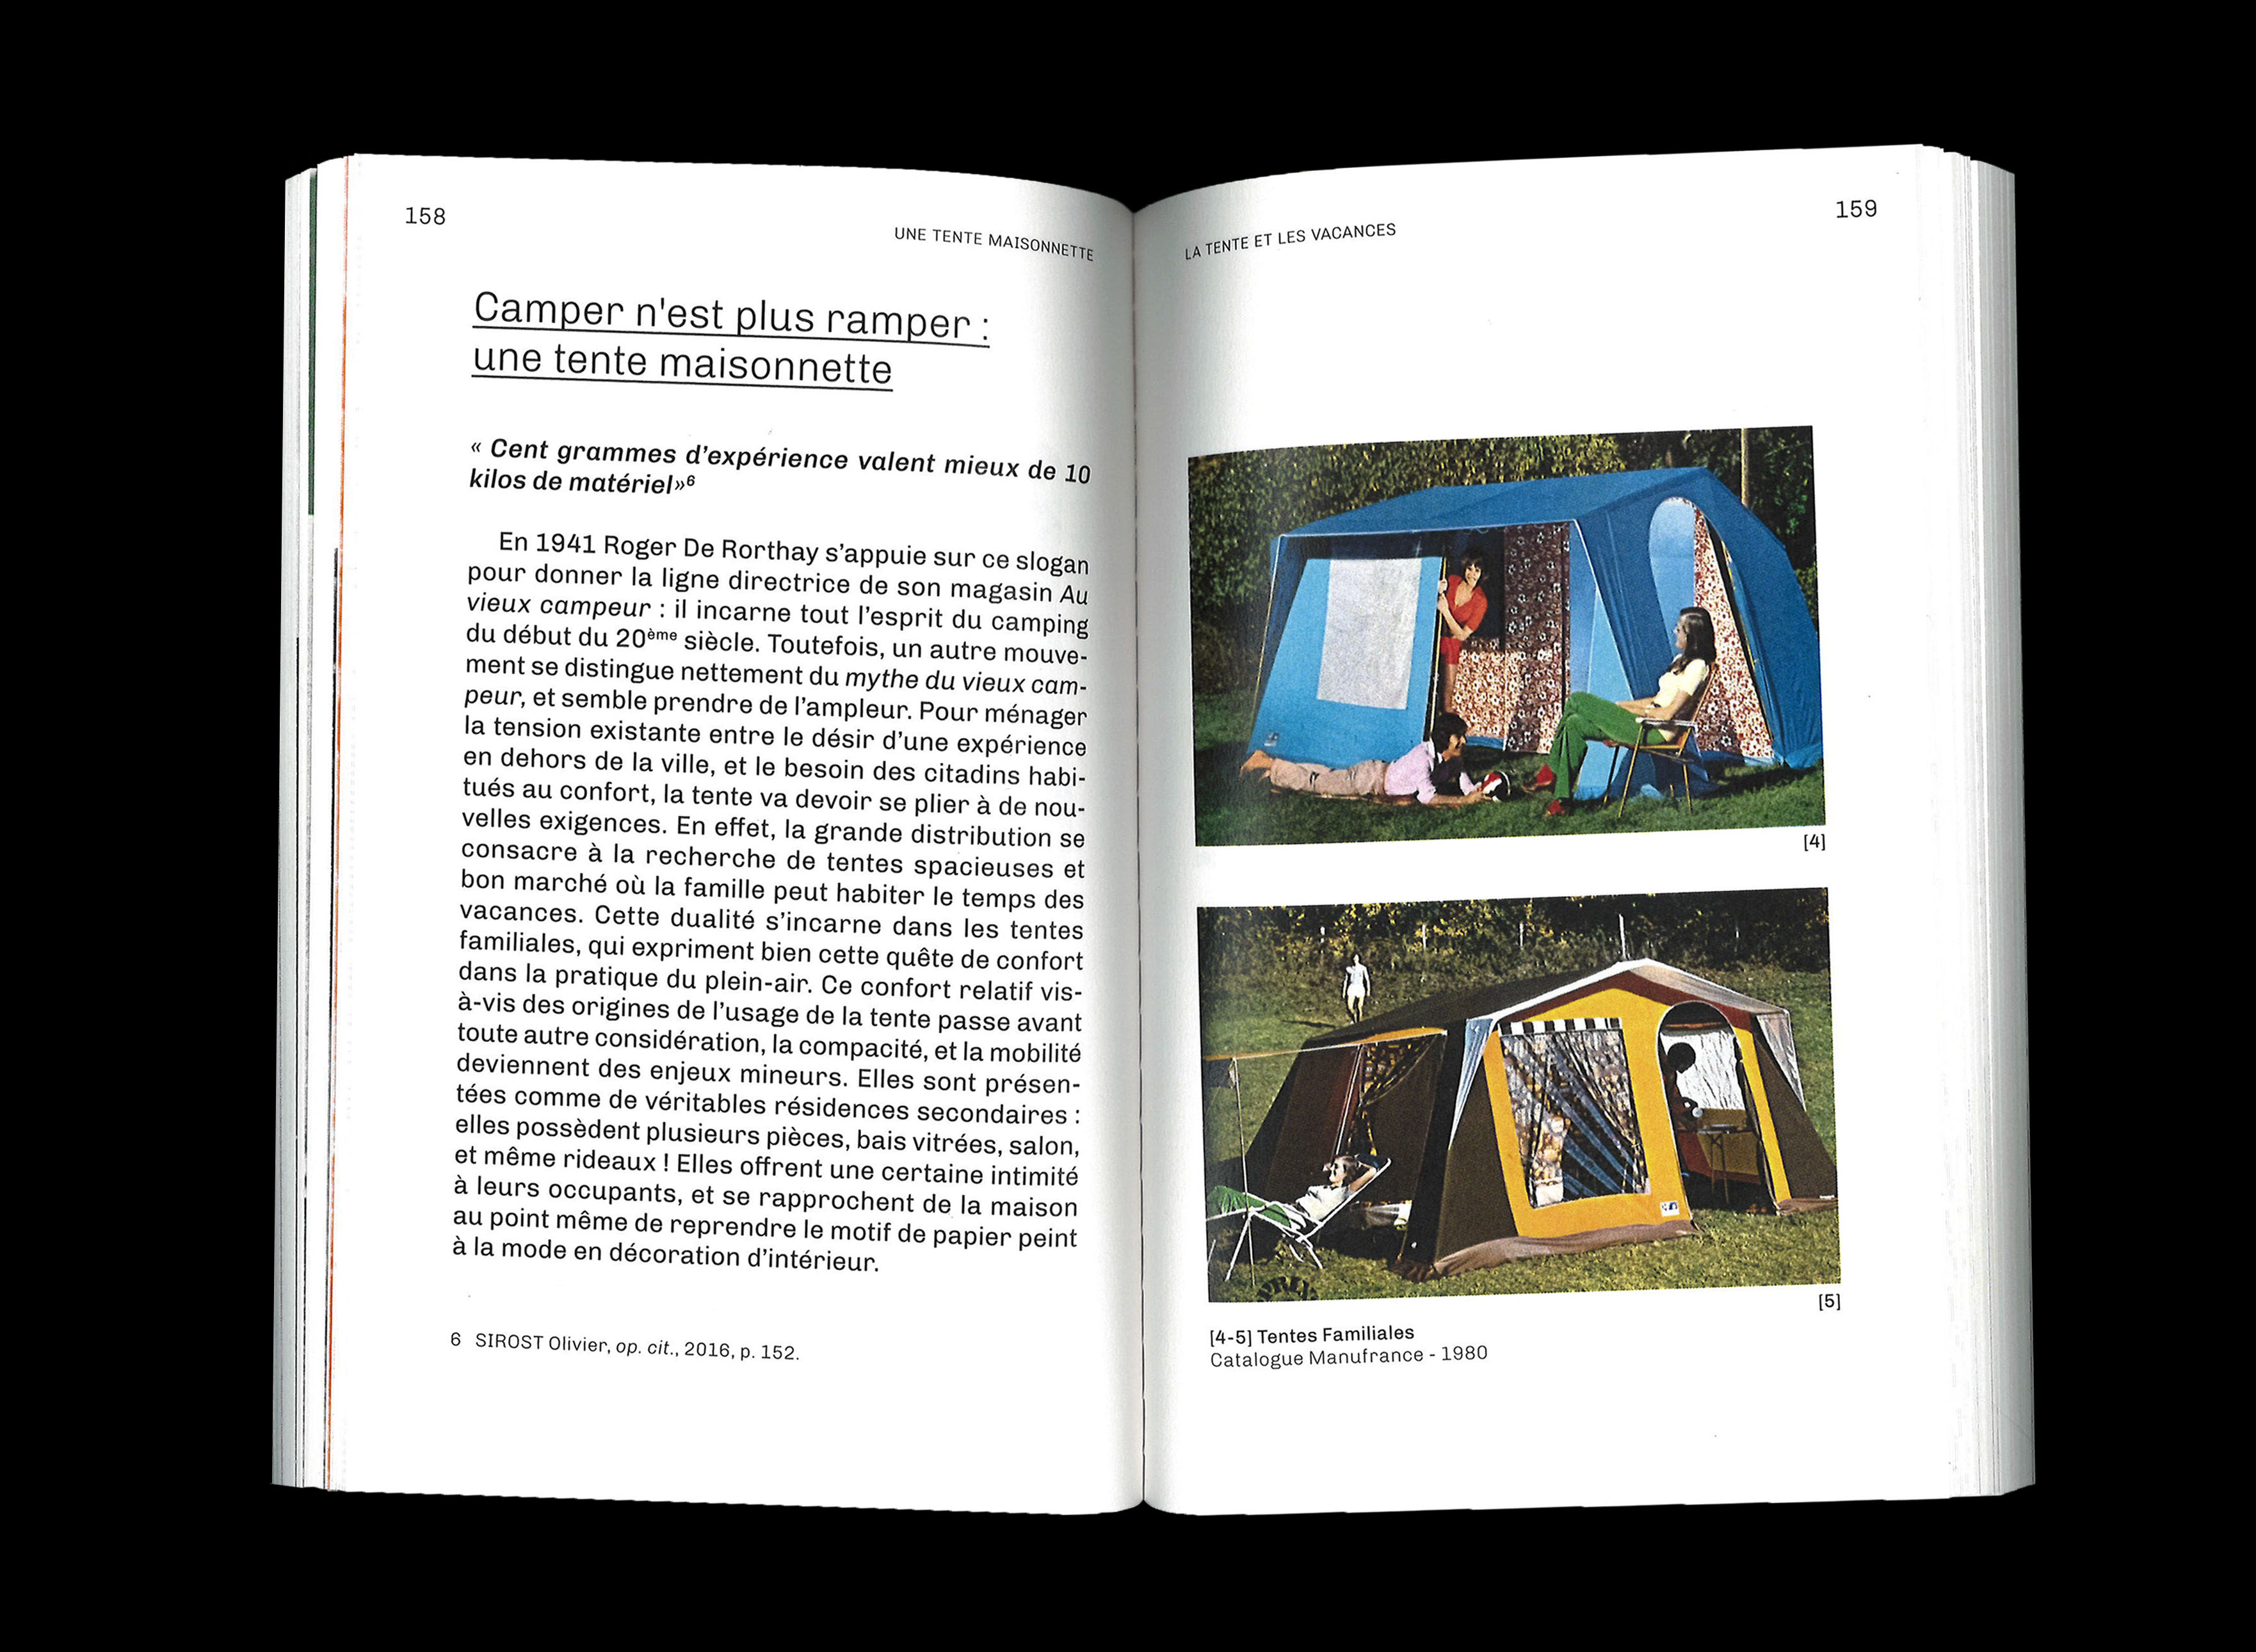 158
UNE TENTE MAISONNETTE
Camper n'est plus ramper :
une tente maisonnette
« Cent grammes d’expérience valent mieux de 10
kilos de matériel»⁶
En 1941 Roger De Rorthay s’appuie sur ce slogan
pour donner la ligne directrice de son magasin Au
vieux campeur : il incarne tout l’esprit du camping
du début du 20ème siècle. Toutefois, un autre mouve-
ment se distingue nettement du mythe du vieux cam-
peur, et semble prendre de l’ampleur. Pour ménager
la tension existante entre le désir d’une expérience
en dehors de la ville, et le besoin des citadins habi-
tués au confort, la tente va devoir se plier à de nou-
velles exigences. En effet, la grande distribution se
consacre à la recherche de tentes spacieuses et
bon marché où la famille peut habiter le temps des
vacances. Cette dualité s’incarne dans les tentes
familiales, qui expriment bien cette quête de confort
dans la pratique du plein-air. Ce confort relatif vis-
à-vis des origines de l’usage de la tente passe avant
toute autre considération, la compacité, et la mobilité
deviennent des enjeux mineurs. Elles sont présen-
tées comme de véritables résidences secondaires :
elles possèdent plusieurs pièces, bais vitrées, salon,
et même rideaux ! Elles offrent une certaine intimité
à leurs occupants, et se rapprochent de la maison
au point même de reprendre le motif de papier peint
à la mode en décoration d’intérieur.
6 SIROST Olivier, op. cit., 2016, p. 152.
LA TENTE ET LES VACANCES
159
[4]
[5]
[4-5] Tentes Familiales
Catalogue Manufrance - 1980